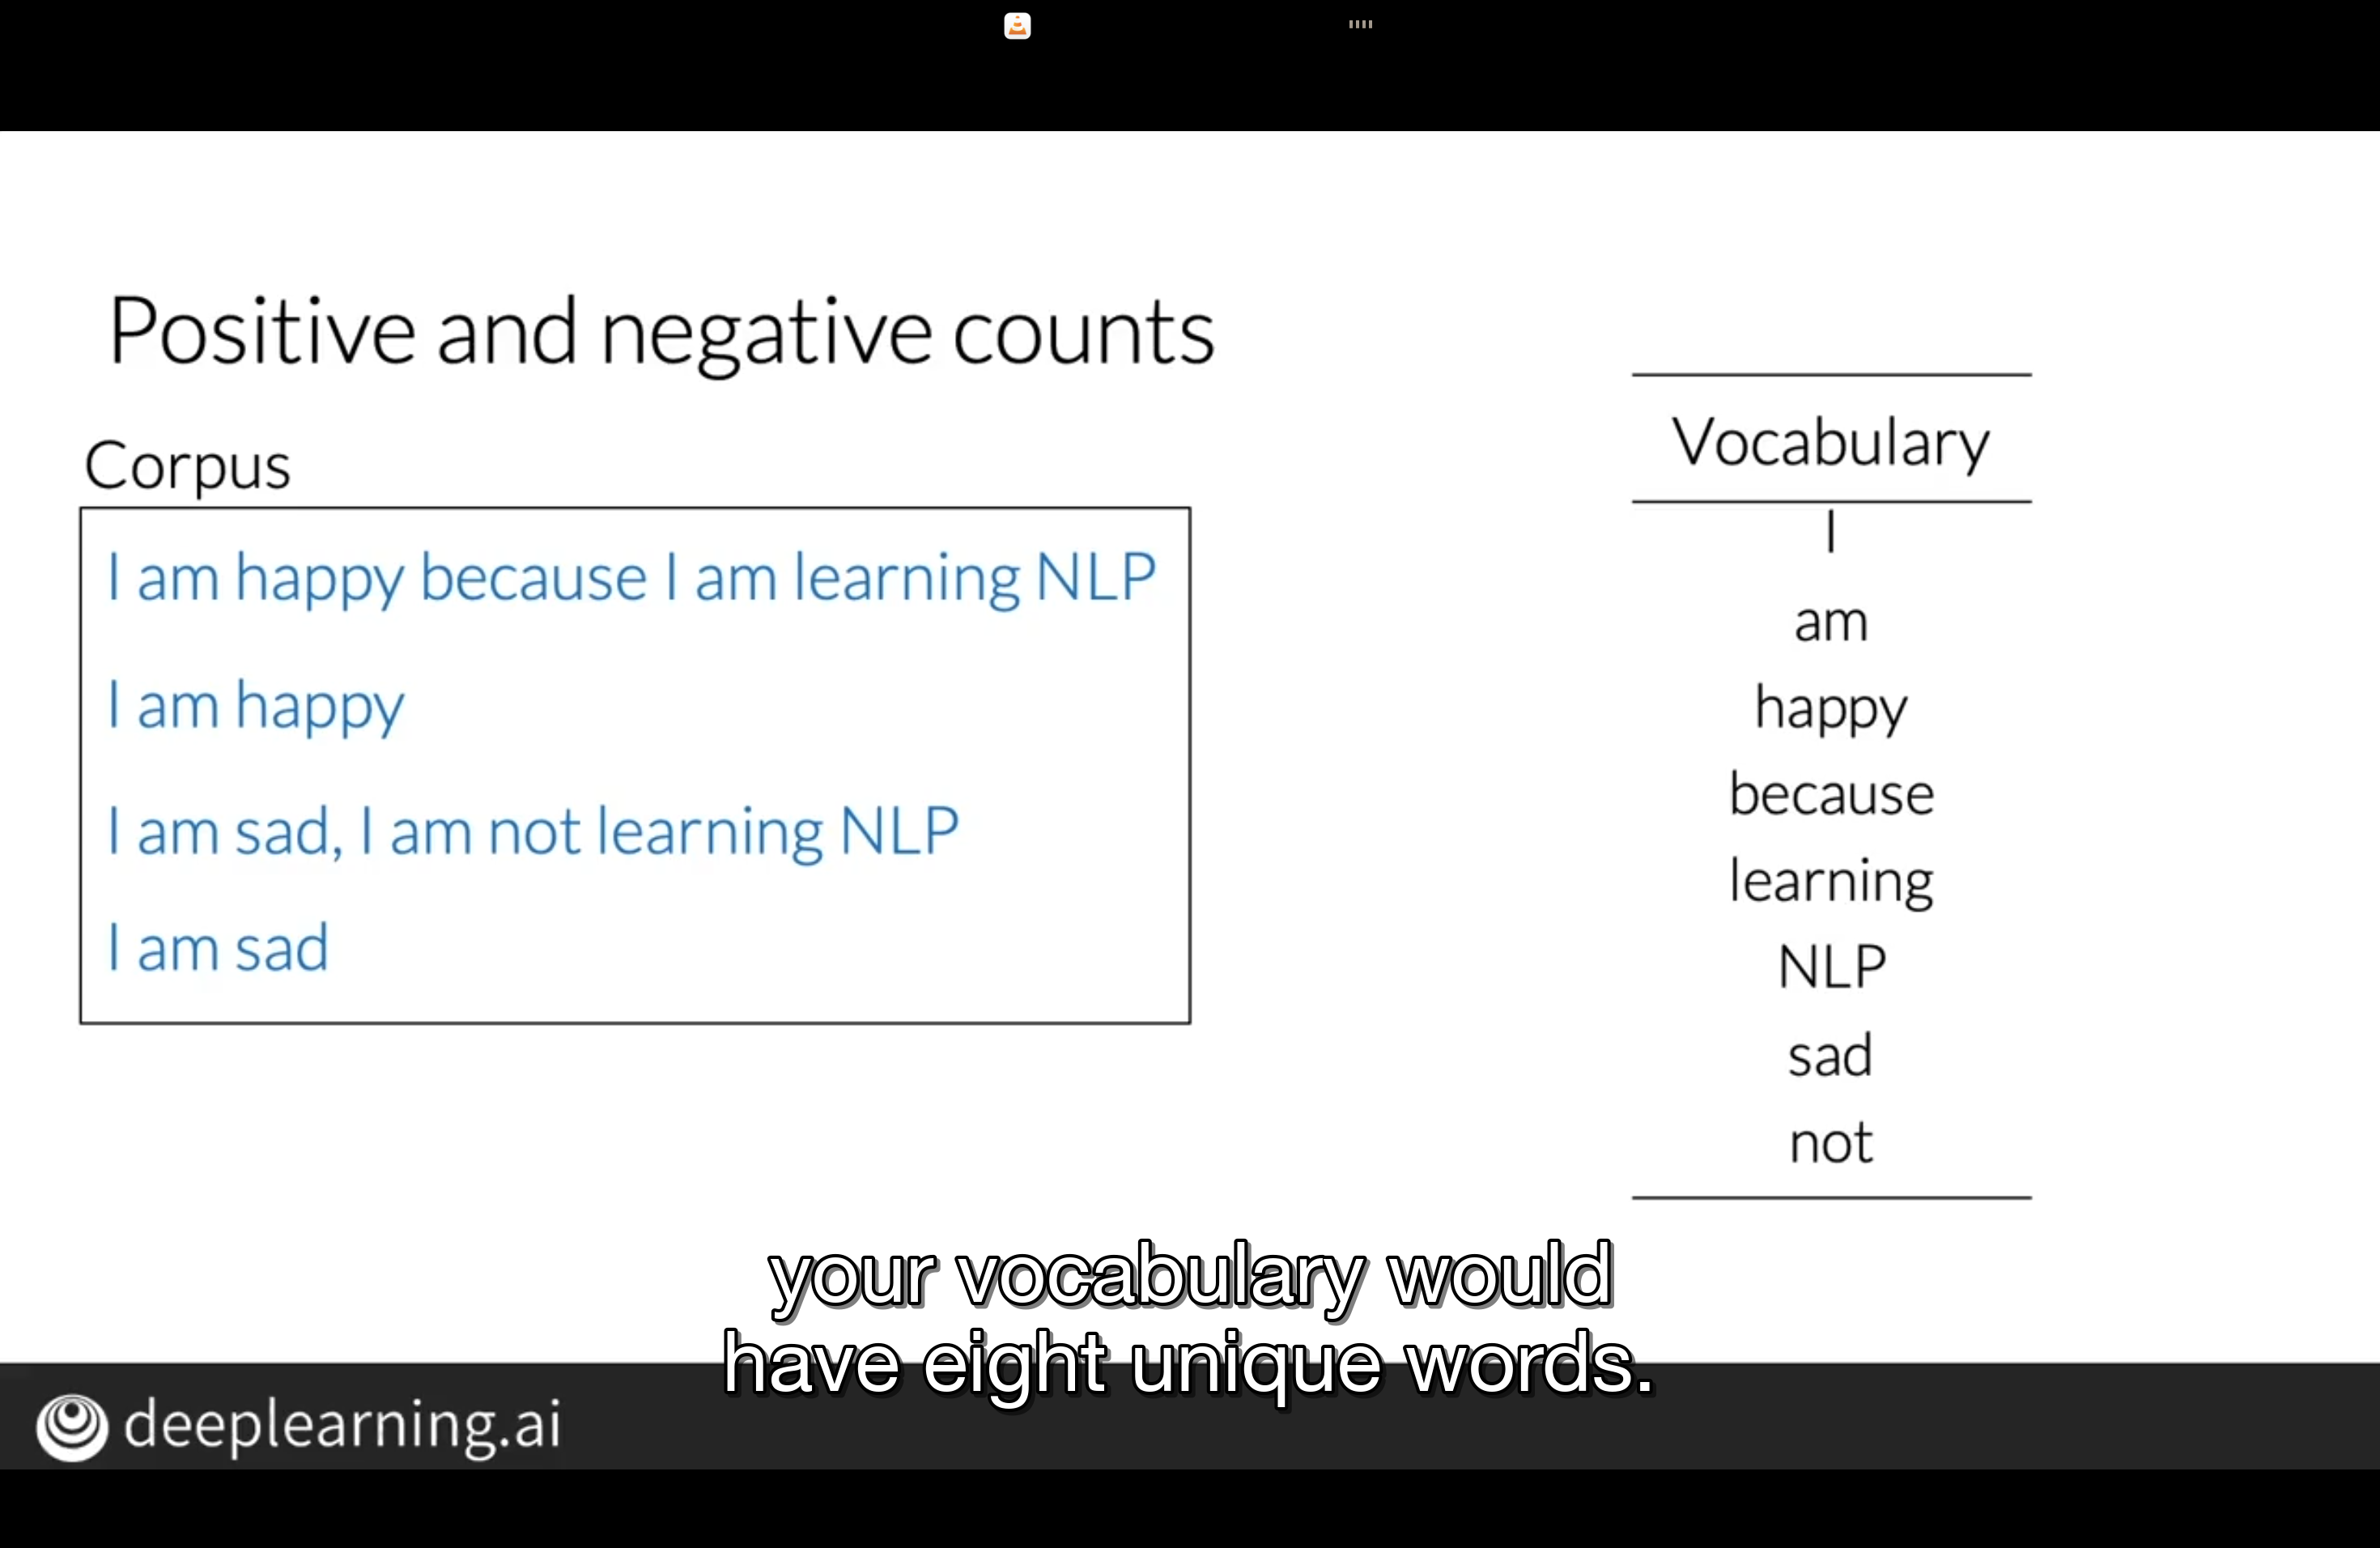 Positive and negative counts
Corpus
I am happy because I am learning NLP
I am happy
I am sad, I am not learning NLP
I am sad
Vocabulary
I
am
happy
because
learning
NLP
sad
not
your vocabulary would
have eight unique words.
deeplearning.ai